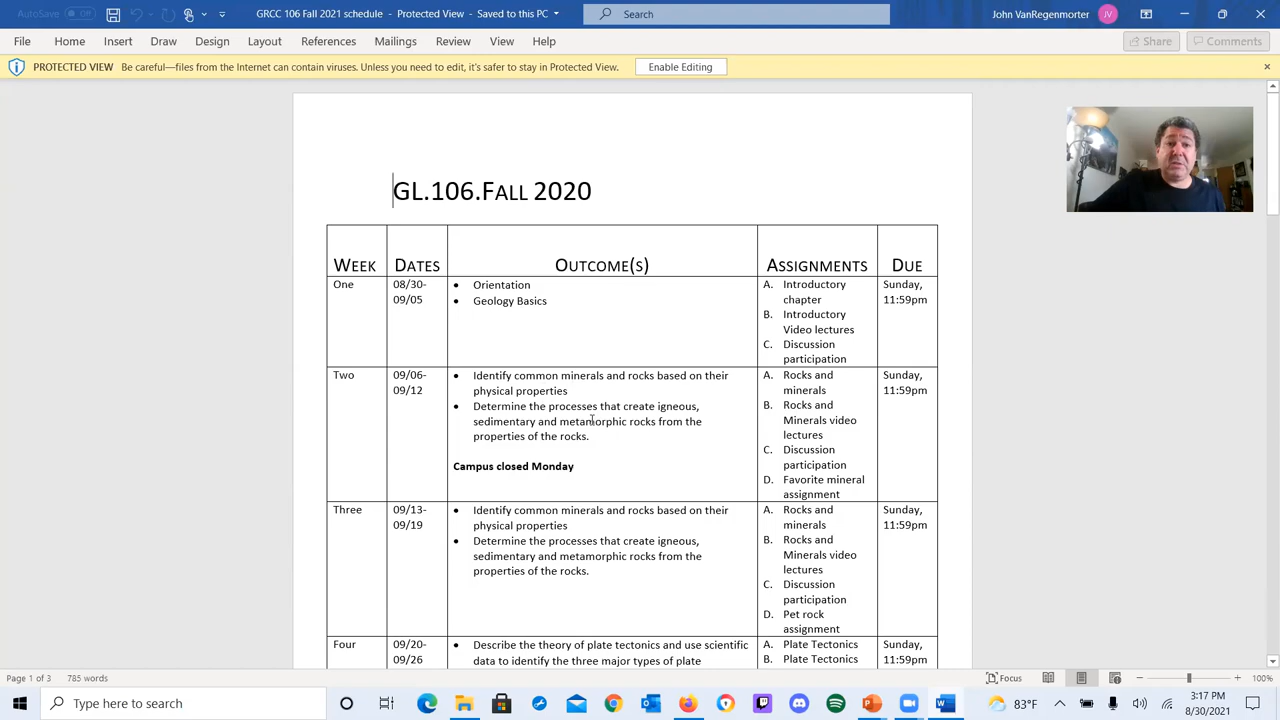 AutoSave Off GRCC 106 Fall 2021 schedule - Protected View • Saved to this PC Search John VanRegenmorter JV
File Home Insert Draw Design Layout References Mailings Review View Help Share Comments
PROTECTED VIEW Be careful—files from the Internet can contain viruses. Unless you need to edit, it's safer to stay in Protected View. Enable Editing
GL.106.Fall 2020
Week Dates Outcome(s) Assignments Due
One
08/30-
09/05
• Orientation
• Geology Basics
A. Introductory
chapter
B. Introductory
Video lectures
C. Discussion
participation
Sunday,
11:59pm
Two
09/06-
09/12
• Identify common minerals and rocks based on their
physical properties
• Determine the processes that create igneous,
sedimentary and metamorphic rocks from the
properties of the rocks.
Campus closed Monday
A. Rocks and
minerals
B. Rocks and
Minerals video
lectures
C. Discussion
participation
D. Favorite mineral
assignment
Sunday,
11:59pm
Three
09/13-
09/19
• Identify common minerals and rocks based on their
physical properties
• Determine the processes that create igneous,
sedimentary and metamorphic rocks from the
properties of the rocks.
A. Rocks and
minerals
B. Rocks and
Minerals video
lectures
C. Discussion
participation
D. Pet rock
assignment
Sunday,
11:59pm
Four
09/20-
09/26
• Describe the theory of plate tectonics and use scientific
data to identify the three major types of plate
A. Plate Tectonics
B. Plate Tectonics
Sunday,
11:59pm
Page 1 of 3 785 words Focus 100%
Type here to search 83°F 3:17 PM
8/30/2021